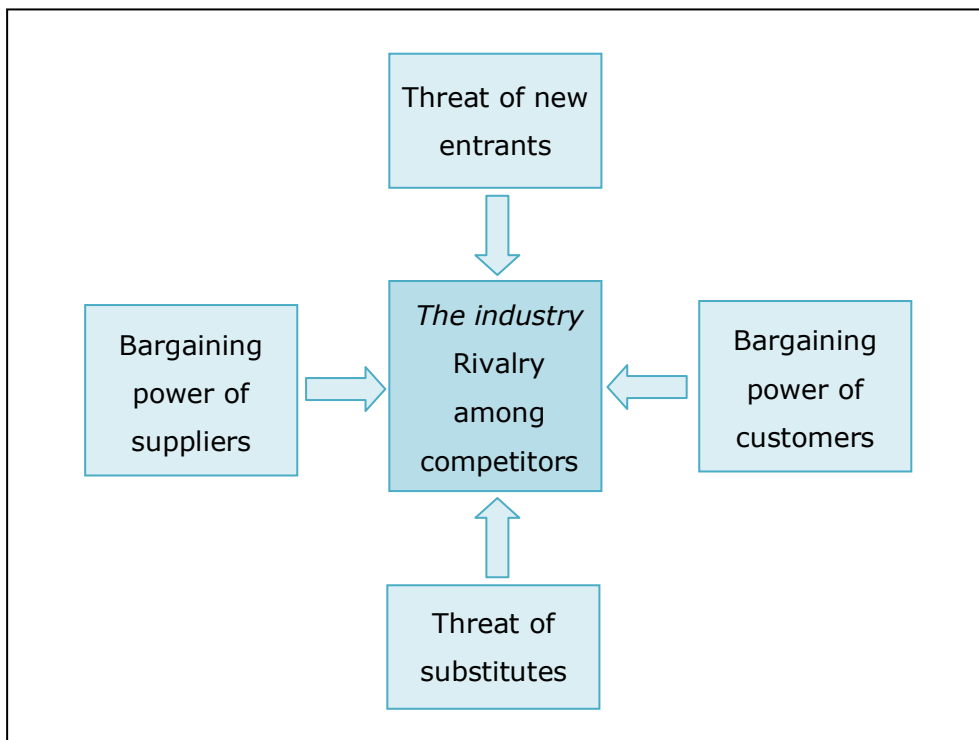 Threat of new
entrants
Bargaining
power of
suppliers
The industry
Rivalry
among
competitors
Bargaining
power of
customers
Threat of
substitutes